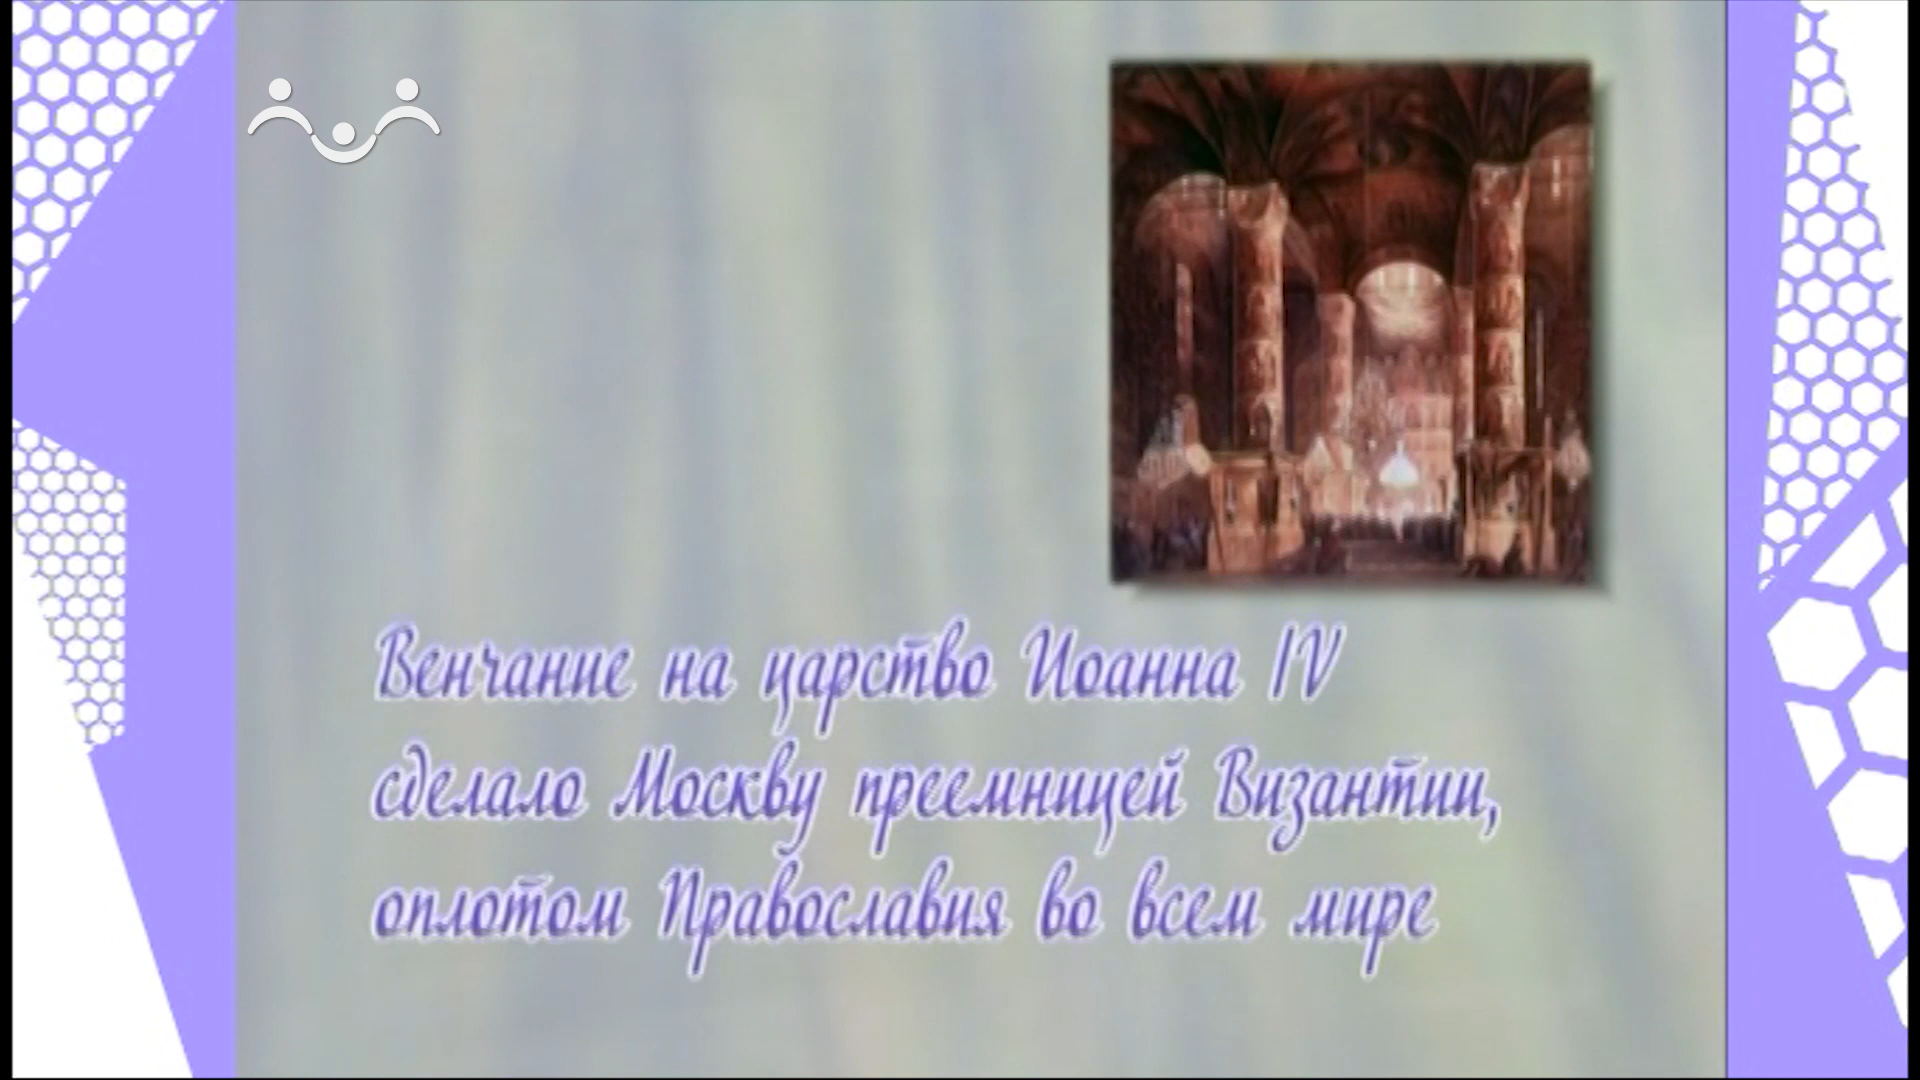 Венчание на царство Иоанна IV
сделало Москву преемницей Византии,
оплотом Православия во всем мире